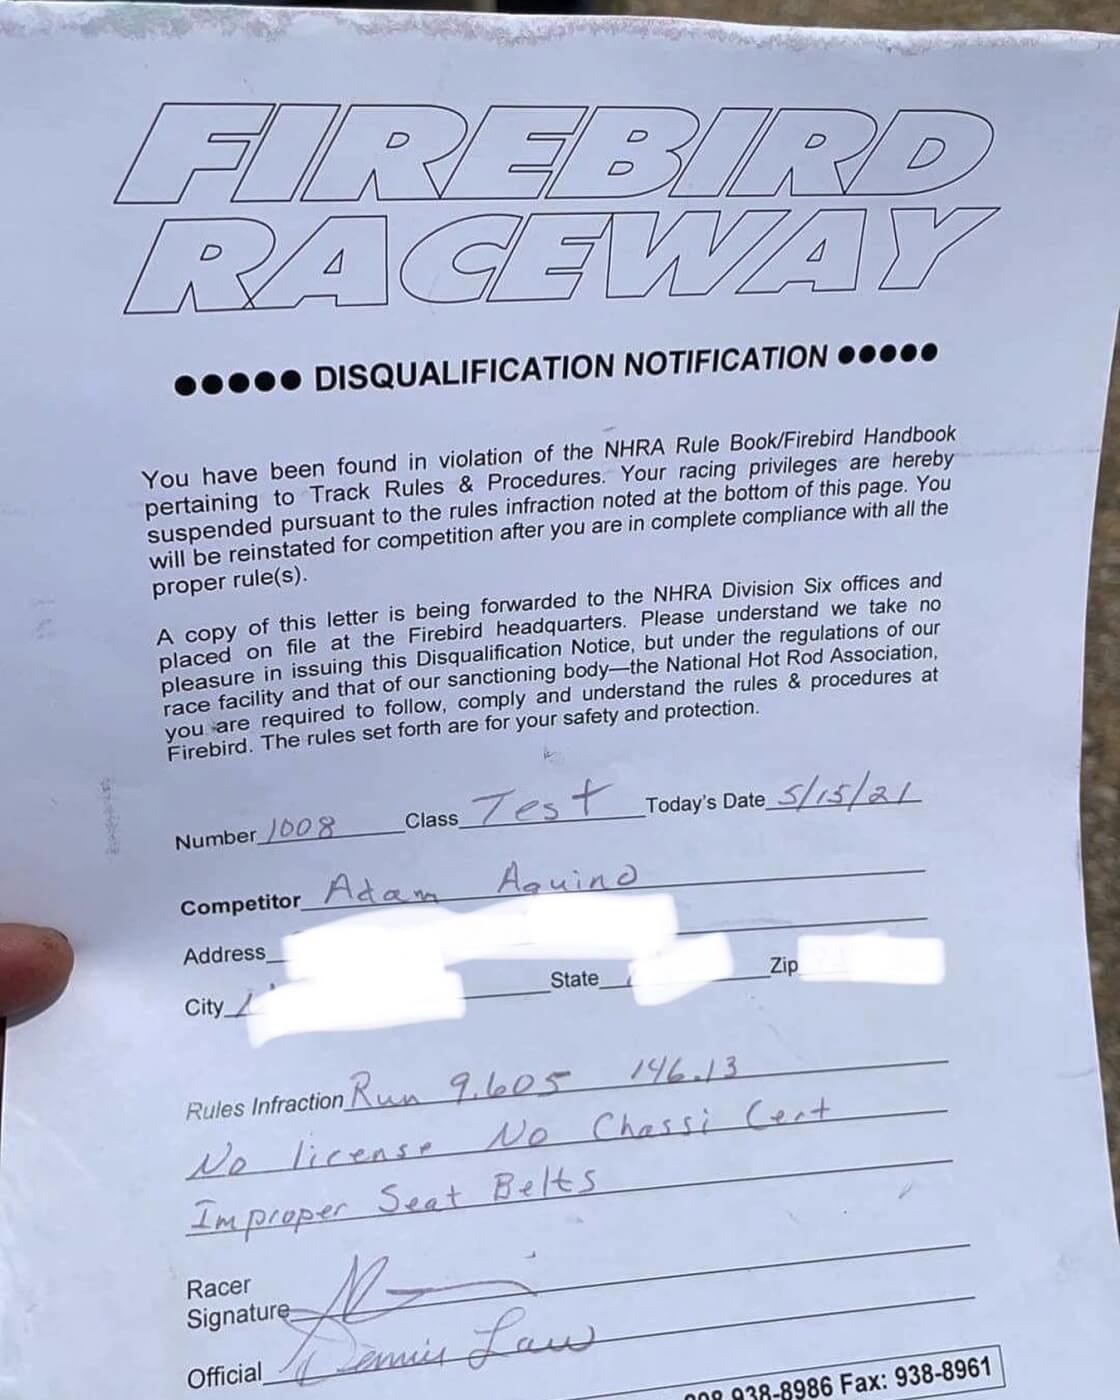 FIREBIRD
RACEWAY
●●●●● DISQUALIFICATION NOTIFICATION ●●●●●
You have been found in violation of the NHRA Rule Book/Firebird Handbook
pertaining to Track Rules & Procedures. Your racing privileges are hereby
suspended pursuant to the rules infraction noted at the bottom of this page. You
will be reinstated for competition after you are in complete compliance with all the
proper rule(s).
A copy of this letter is being forwarded to the NHRA Division Six offices and
placed on file at the Firebird headquarters. Please understand we take no
pleasure in issuing this Disqualification Notice, but under the regulations of our
race facility and that of our sanctioning body—the National Hot Rod Association,
you are required to follow, comply and understand the rules & procedures at
Firebird. The rules set forth are for your safety and protection.
Number 1008 Class Test Today's Date 5/15/21
Competitor Adam Aquino
Address
City State Zip
Rules Infraction Run 9.605 146.13
No license No Chassi Cert
Improper Seat Belts
Racer
Signature
Official Dennis Law
938-8986 Fax: 938-8961